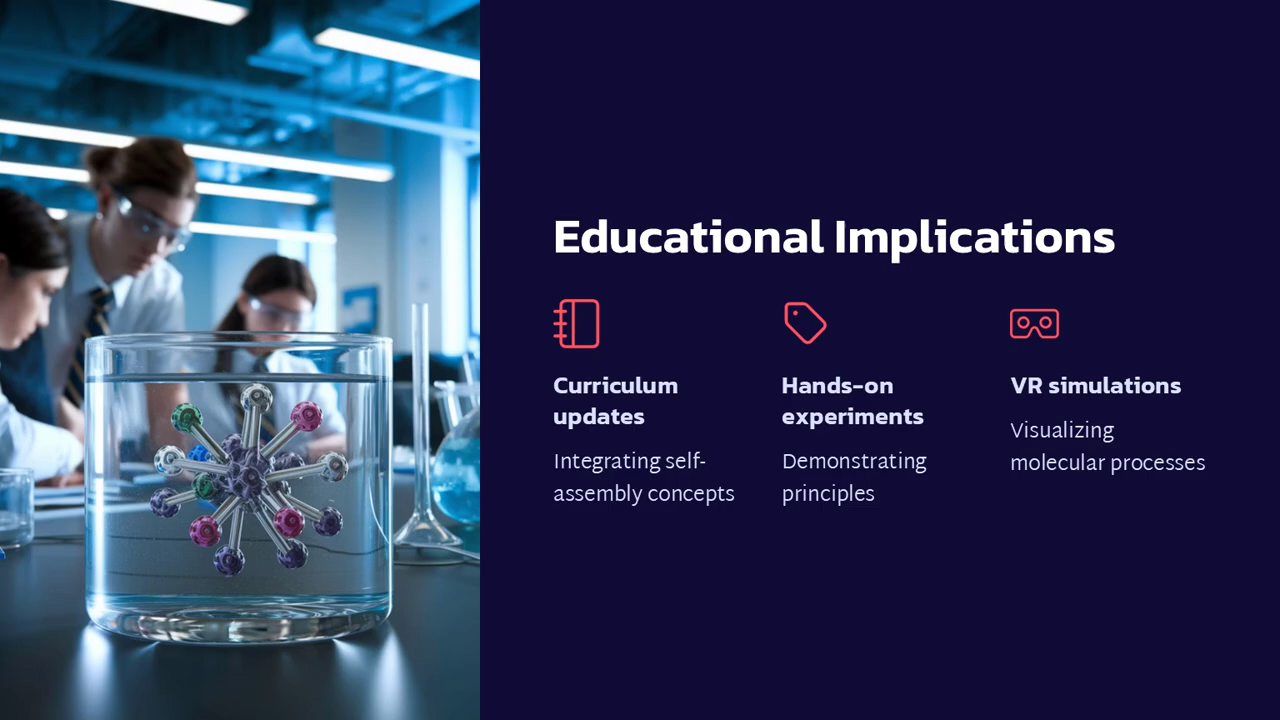 Educational Implications
Curriculum
updates
Integrating self-
assembly concepts
Hands-on
experiments
Demonstrating
principles
VR simulations
Visualizing
molecular processes